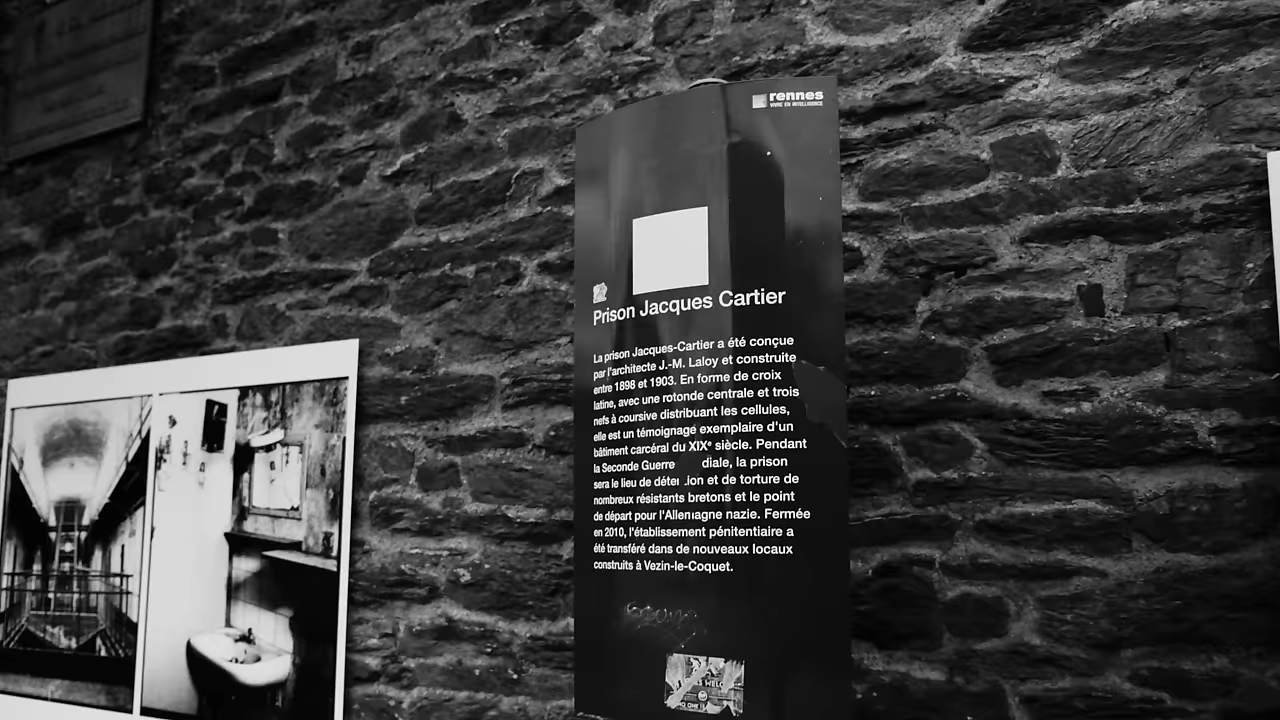 rennes
VIVRE EN INTELLIGENCE
Prison Jacques Cartier
La prison Jacques-Cartier a été conçue
par l'architecte J.-M. Laloy et construite
entre 1898 et 1903. En forme de croix
latine, avec une rotonde centrale et trois
nefs à coursive distribuant les cellules,
elle est un témoignage exemplaire d'un
bâtiment carcéral du XIXᵉ siècle. Pendant
la Seconde Guerre diale, la prison
sera le lieu de déte ion et de torture de
nombreux résistants bretons et le point
de départ pour l'Allemagne nazie. Fermée
en 2010, l'établissement pénitentiaire a
été transféré dans de nouveaux locaux
construits à Vezin-le-Coquet.